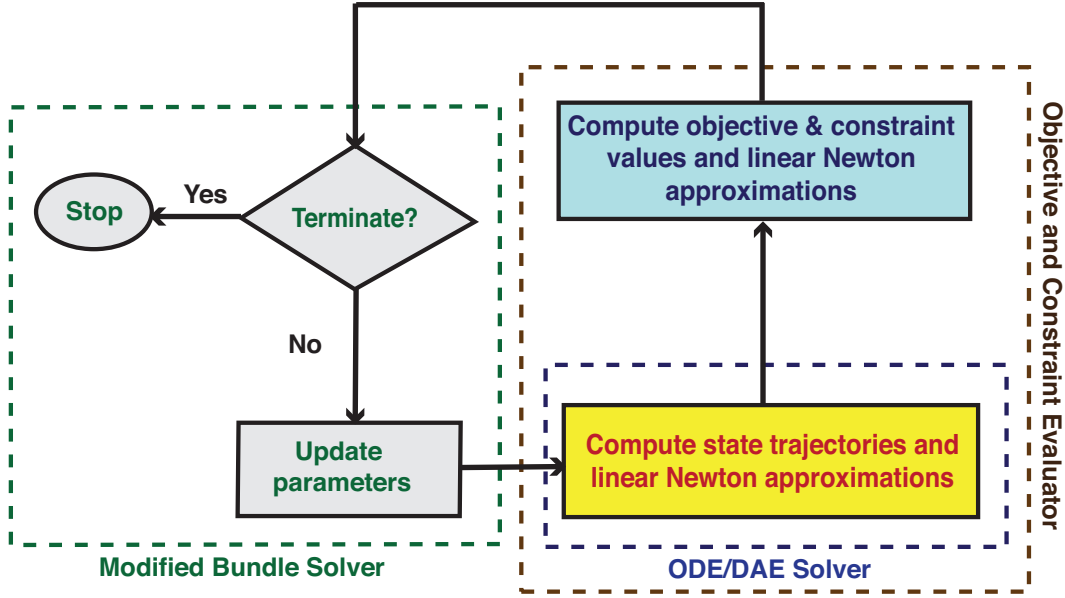 Compute objective & constraint
values and linear Newton
approximations
Stop
Yes
Terminate?
No
Update
parameters
Compute state trajectories and
linear Newton approximations
Modified Bundle Solver
ODE/DAE Solver
Objective and Constraint Evaluator